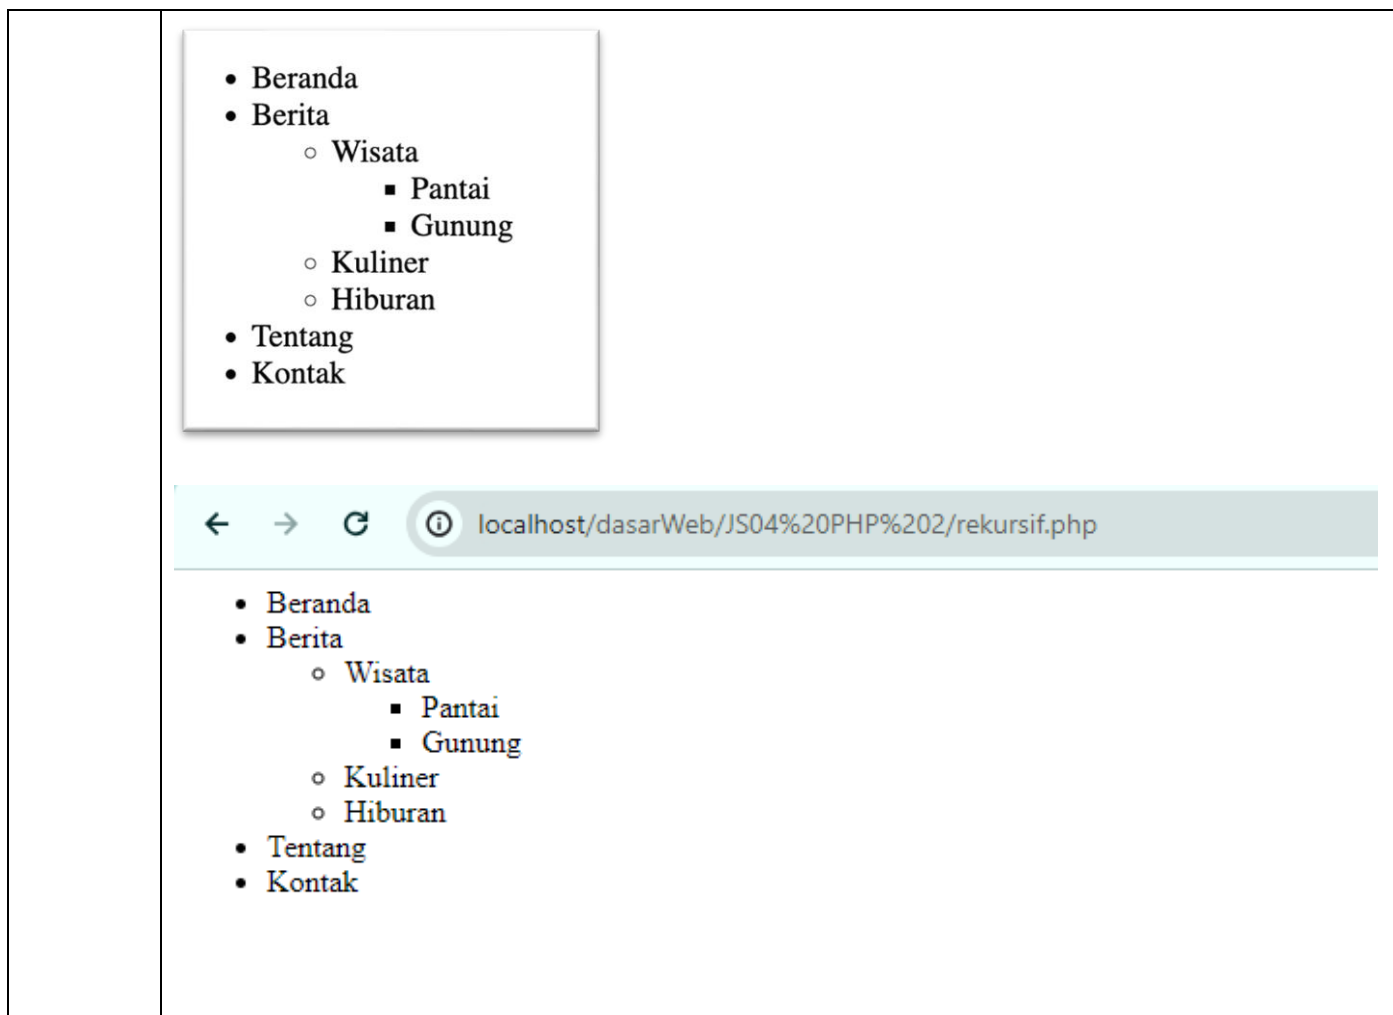 Beranda
Berita
Wisata
Pantai
Gunung
Kuliner
Hiburan
Tentang
Kontak
localhost/dasarWeb/JS04%20PHP%202/rekursif.php
Beranda
Berita
Wisata
Pantai
Gunung
Kuliner
Hiburan
Tentang
Kontak